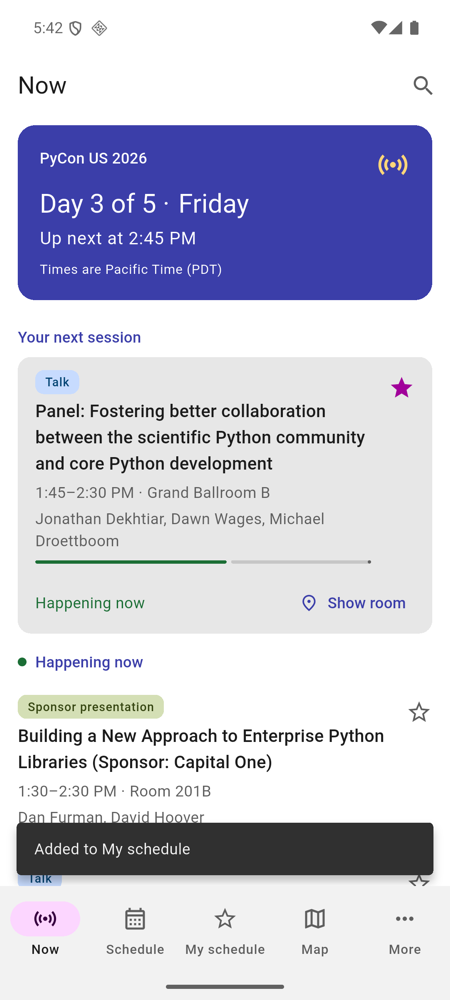 5:42
Now
PyCon US 2026
Day 3 of 5 · Friday
Up next at 2:45 PM
Times are Pacific Time (PDT)
Your next session
Talk
Panel: Fostering better collaboration
between the scientific Python community
and core Python development
1:45–2:30 PM · Grand Ballroom B
Jonathan Dekhtiar, Dawn Wages, Michael
Droettboom
Happening now
Show room
Happening now
Sponsor presentation
Building a New Approach to Enterprise Python
Libraries (Sponsor: Capital One)
1:30–2:30 PM · Room 201B
Dan Furman, David Hoover
Added to My schedule
Talk
Now
Schedule
My schedule
Map
More